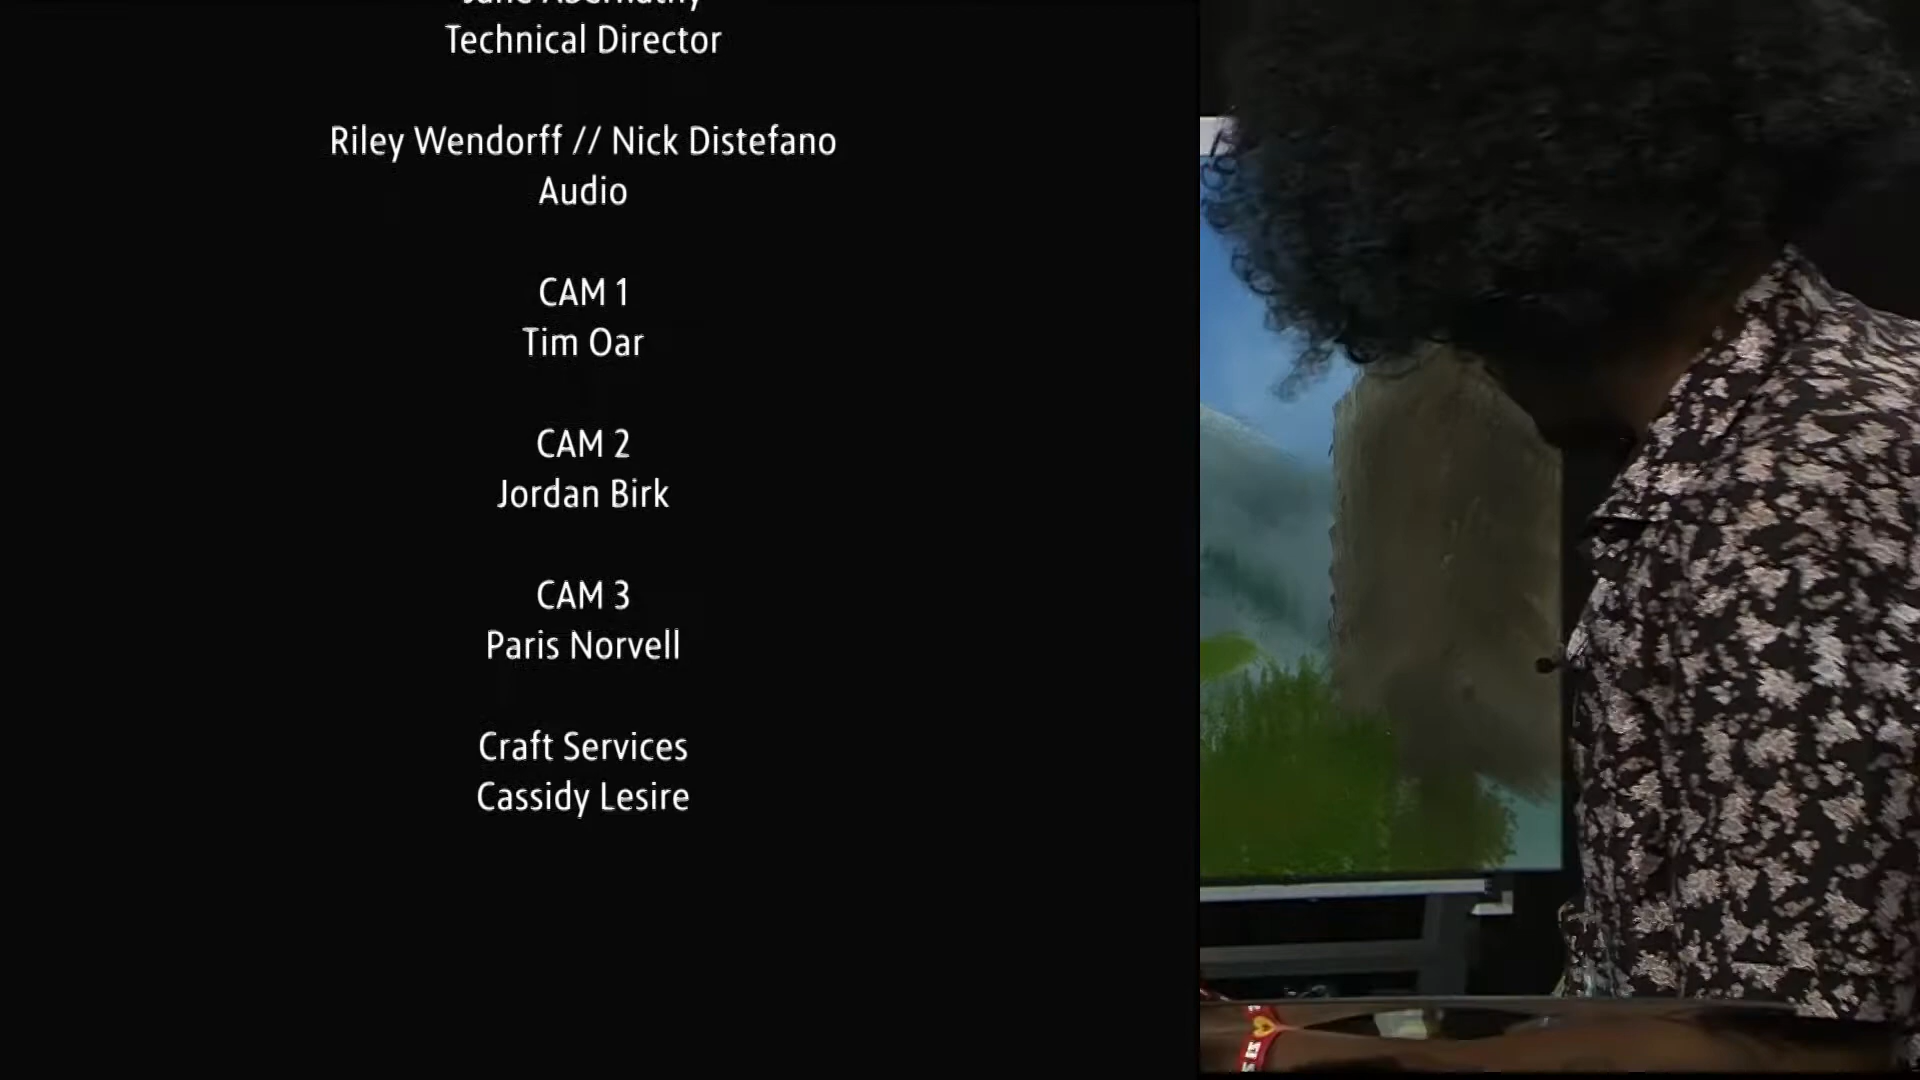 Technical Director
Riley Wendorff // Nick Distefano
Audio
CAM 1
Tim Oar
CAM 2
Jordan Birk
CAM 3
Paris Norvell
Craft Services
Cassidy Lesire